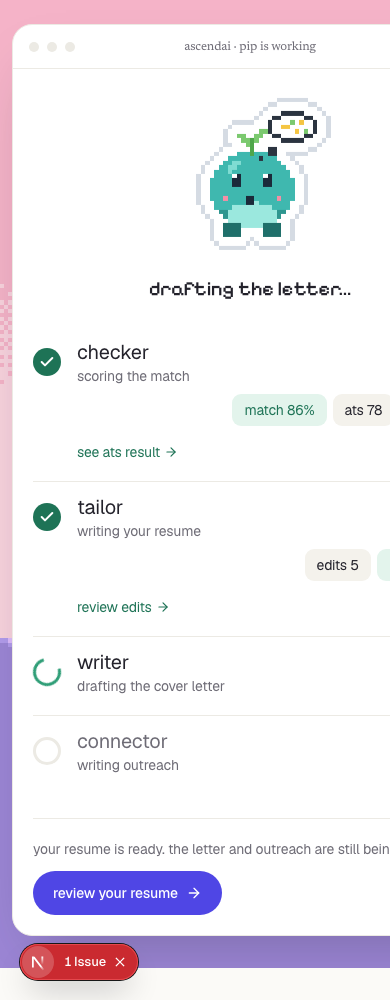 ascendai · pip is working
drafting the letter...
checker
scoring the match
match 86%
ats 78
see ats result →
tailor
writing your resume
edits 5
review edits →
writer
drafting the cover letter
connector
writing outreach
your resume is ready. the letter and outreach are still
review your resume →
N 1 Issue ×